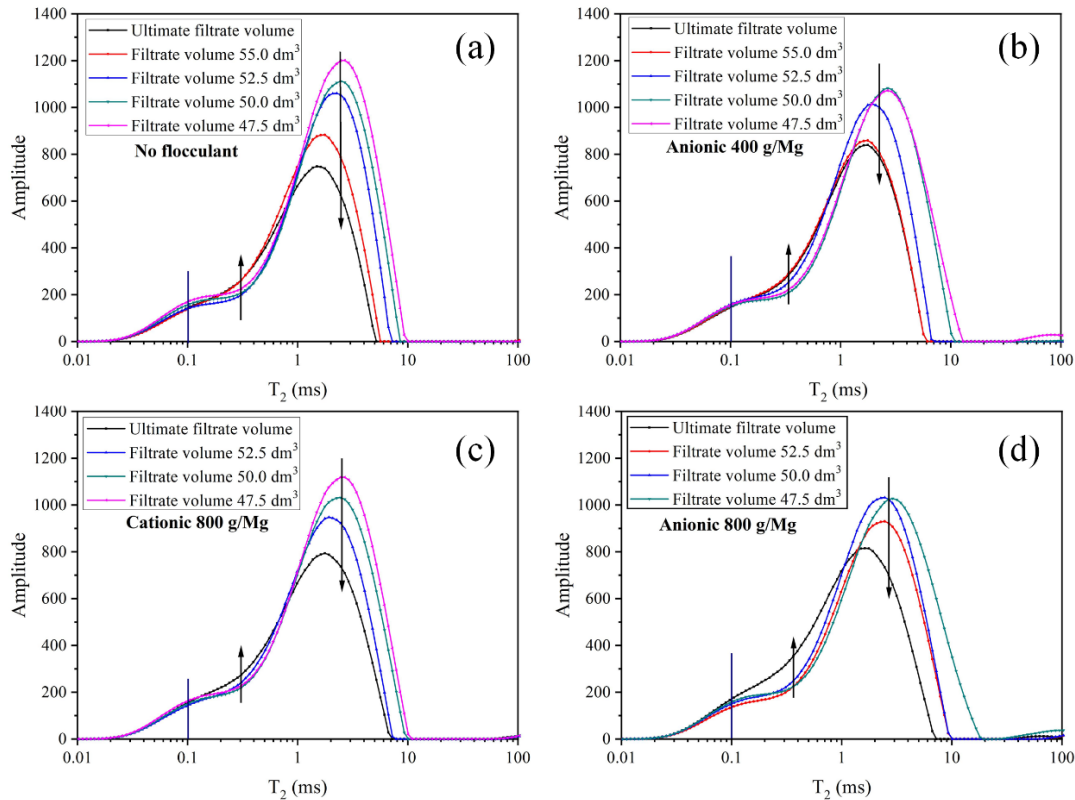 (a)
Ultimate filtrate volume
Filtrate volume 55.0 dm³
Filtrate volume 52.5 dm³
Filtrate volume 50.0 dm³
Filtrate volume 47.5 dm³
No flocculant
Amplitude
1400
1200
1000
800
600
400
200
0
0.01 0.1 1 10 100
T₂ (ms)
(b)
Ultimate filtrate volume
Filtrate volume 55.0 dm³
Filtrate volume 52.5 dm³
Filtrate volume 50.0 dm³
Filtrate volume 47.5 dm³
Anionic 400 g/Mg
Amplitude
1400
1200
1000
800
600
400
200
0
0.01 0.1 1 10 100
T₂ (ms)
(c)
Ultimate filtrate volume
Filtrate volume 52.5 dm³
Filtrate volume 50.0 dm³
Filtrate volume 47.5 dm³
Cationic 800 g/Mg
Amplitude
1400
1200
1000
800
600
400
200
0
0.01 0.1 1 10 100
T₂ (ms)
(d)
Ultimate filtrate volume
Filtrate volume 52.5 dm³
Filtrate volume 50.0 dm³
Filtrate volume 47.5 dm³
Anionic 800 g/Mg
Amplitude
1400
1200
1000
800
600
400
200
0
0.01 0.1 1 10 100
T₂ (ms)